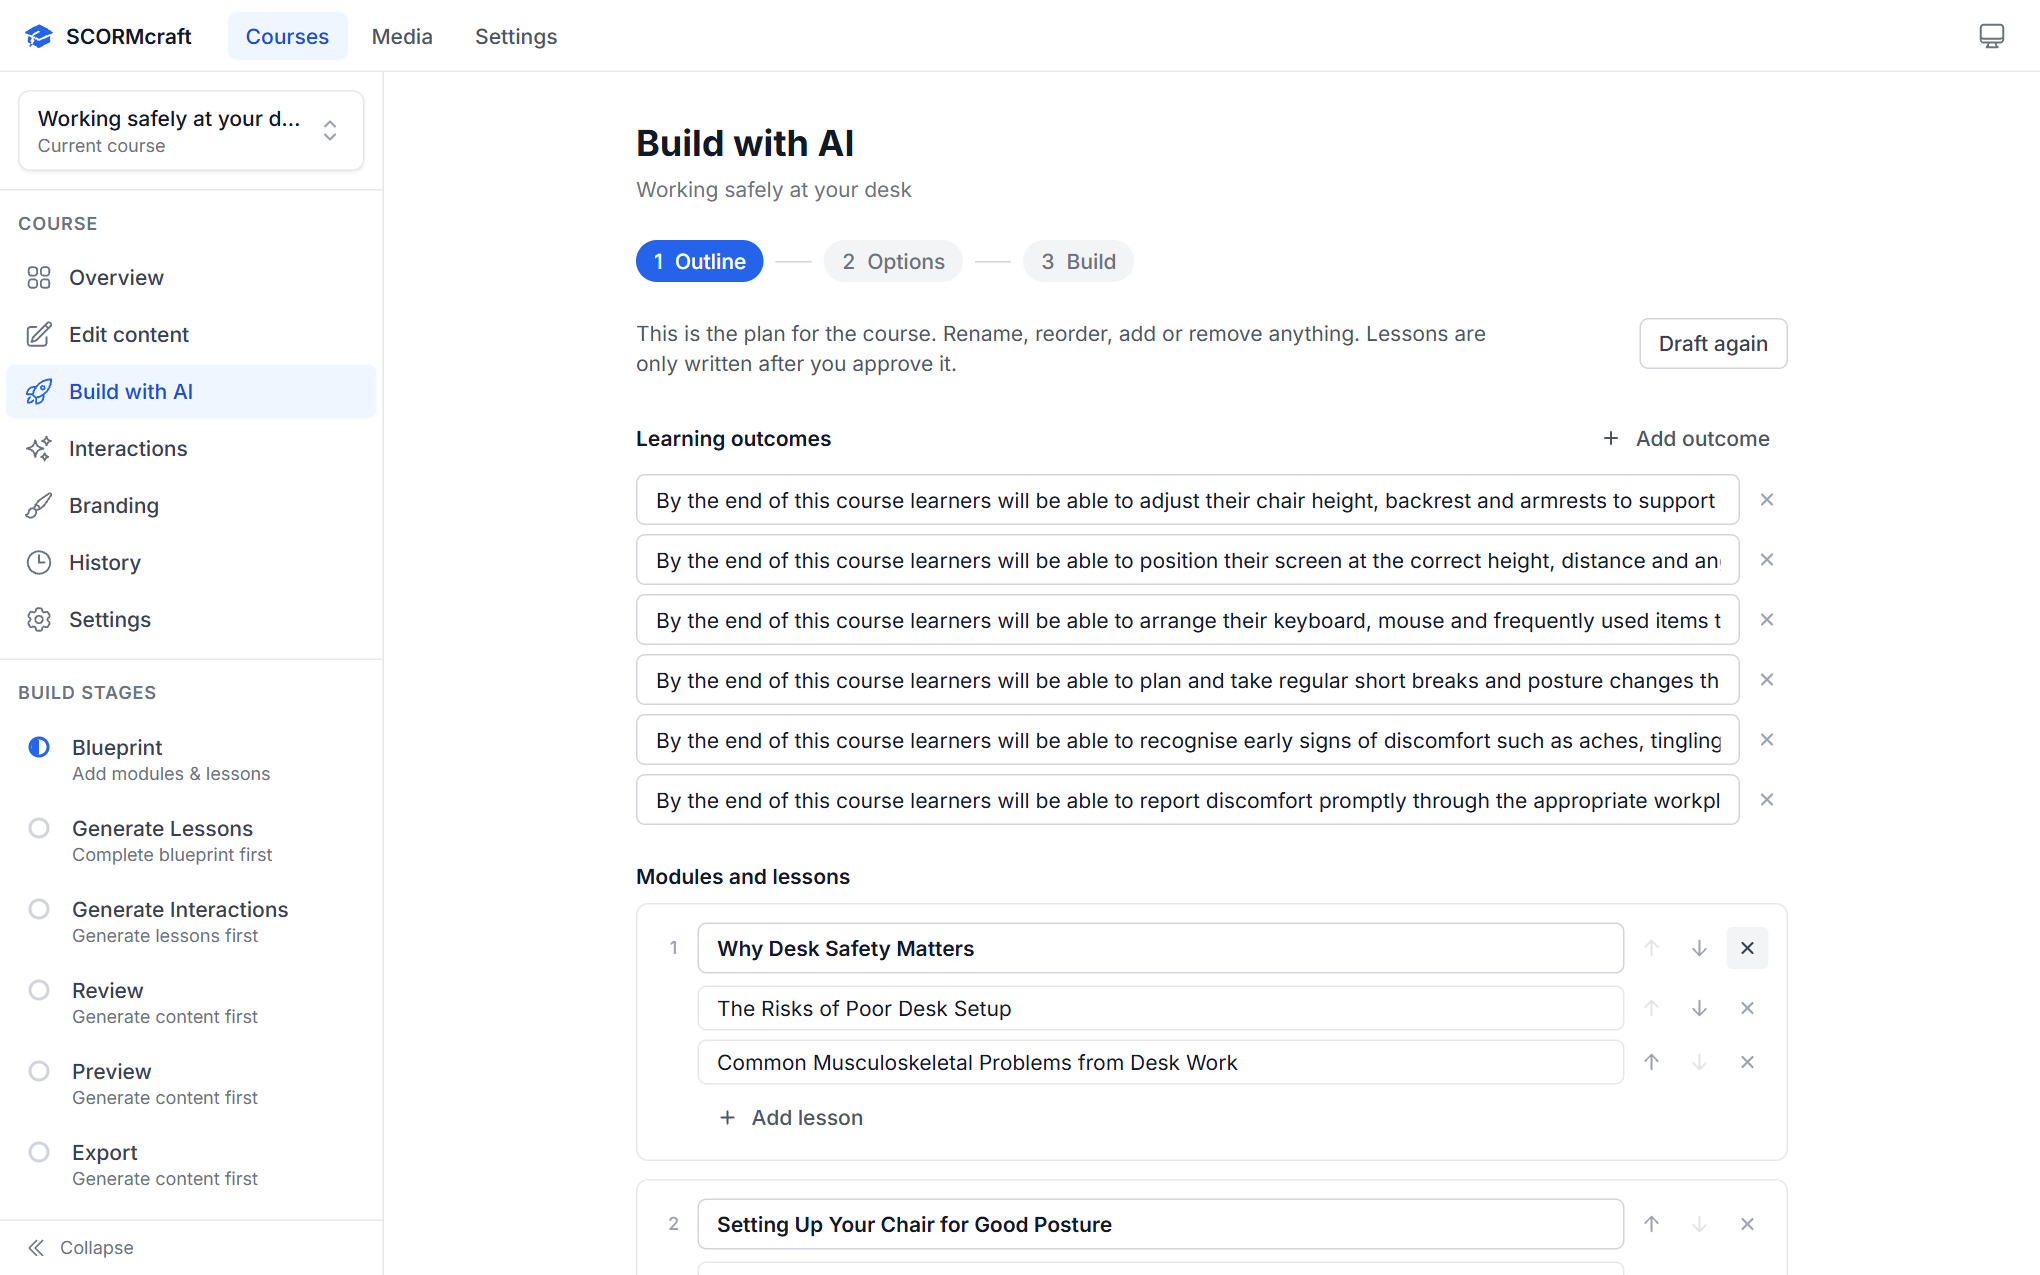 SCORMcraft
Courses
Media
Settings
Working safely at your d...
Current course
COURSE
Overview
Edit content
Build with AI
Interactions
Branding
History
Settings
BUILD STAGES
Blueprint
Add modules & lessons
Generate Lessons
Complete blueprint first
Generate Interactions
Generate lessons first
Review
Generate content first
Preview
Generate content first
Export
Generate content first
Collapse
Build with AI
Working safely at your desk
1 Outline
2 Options
3 Build
This is the plan for the course. Rename, reorder, add or remove anything. Lessons are
only written after you approve it.
Draft again
Learning outcomes
+ Add outcome
By the end of this course learners will be able to adjust their chair height, backrest and armrests to support
By the end of this course learners will be able to position their screen at the correct height, distance and an
By the end of this course learners will be able to arrange their keyboard, mouse and frequently used items t
By the end of this course learners will be able to plan and take regular short breaks and posture changes th
By the end of this course learners will be able to recognise early signs of discomfort such as aches, tingling
By the end of this course learners will be able to report discomfort promptly through the appropriate workpl
Modules and lessons
1
Why Desk Safety Matters
The Risks of Poor Desk Setup
Common Musculoskeletal Problems from Desk Work
+ Add lesson
2
Setting Up Your Chair for Good Posture